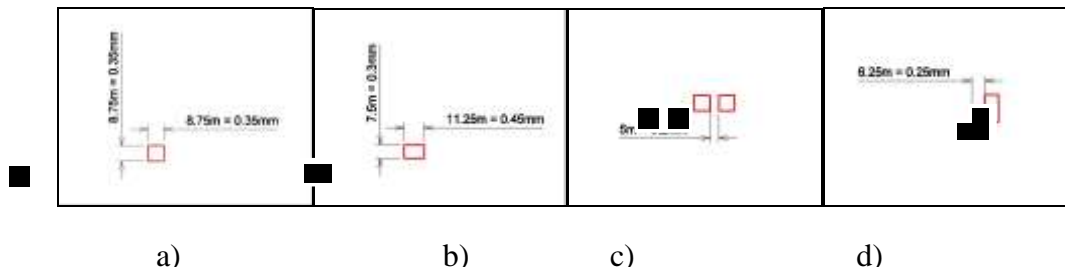 8.75m = 0.35mm
8.75m = 0.35mm
7.5m = 0.3mm
11.25m = 0.45mm
6.25m = 0.25mm
a) b) c) d)